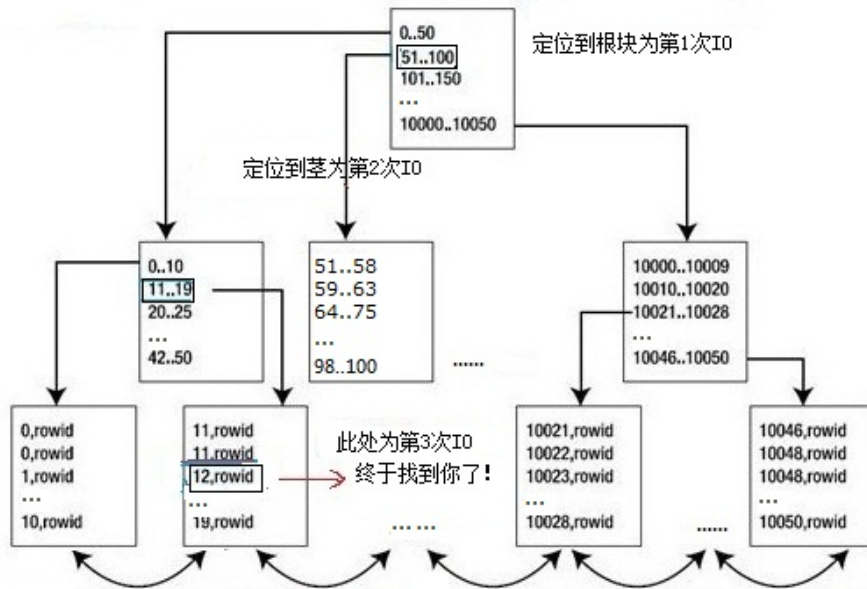 0..50
51..100
101..150
...
10000..10050
定位到根块为第1次IO
定位到茎为第2次IO
0..10
11..19
20..25
...
42..50
51..58
59..63
64..75
...
98..100
......
10000..10009
10010..10020
10021..10028
...
10046..10050
0,rowid
0,rowid
1,rowid
...
10,rowid
11,rowid
11,rowid
12,rowid
...
19,rowid
此处为第3次IO
终于找到你了!
......
10021,rowid
10022,rowid
10023,rowid
...
10028,rowid
......
10046,rowid
10048,rowid
10048,rowid
...
10050,rowid